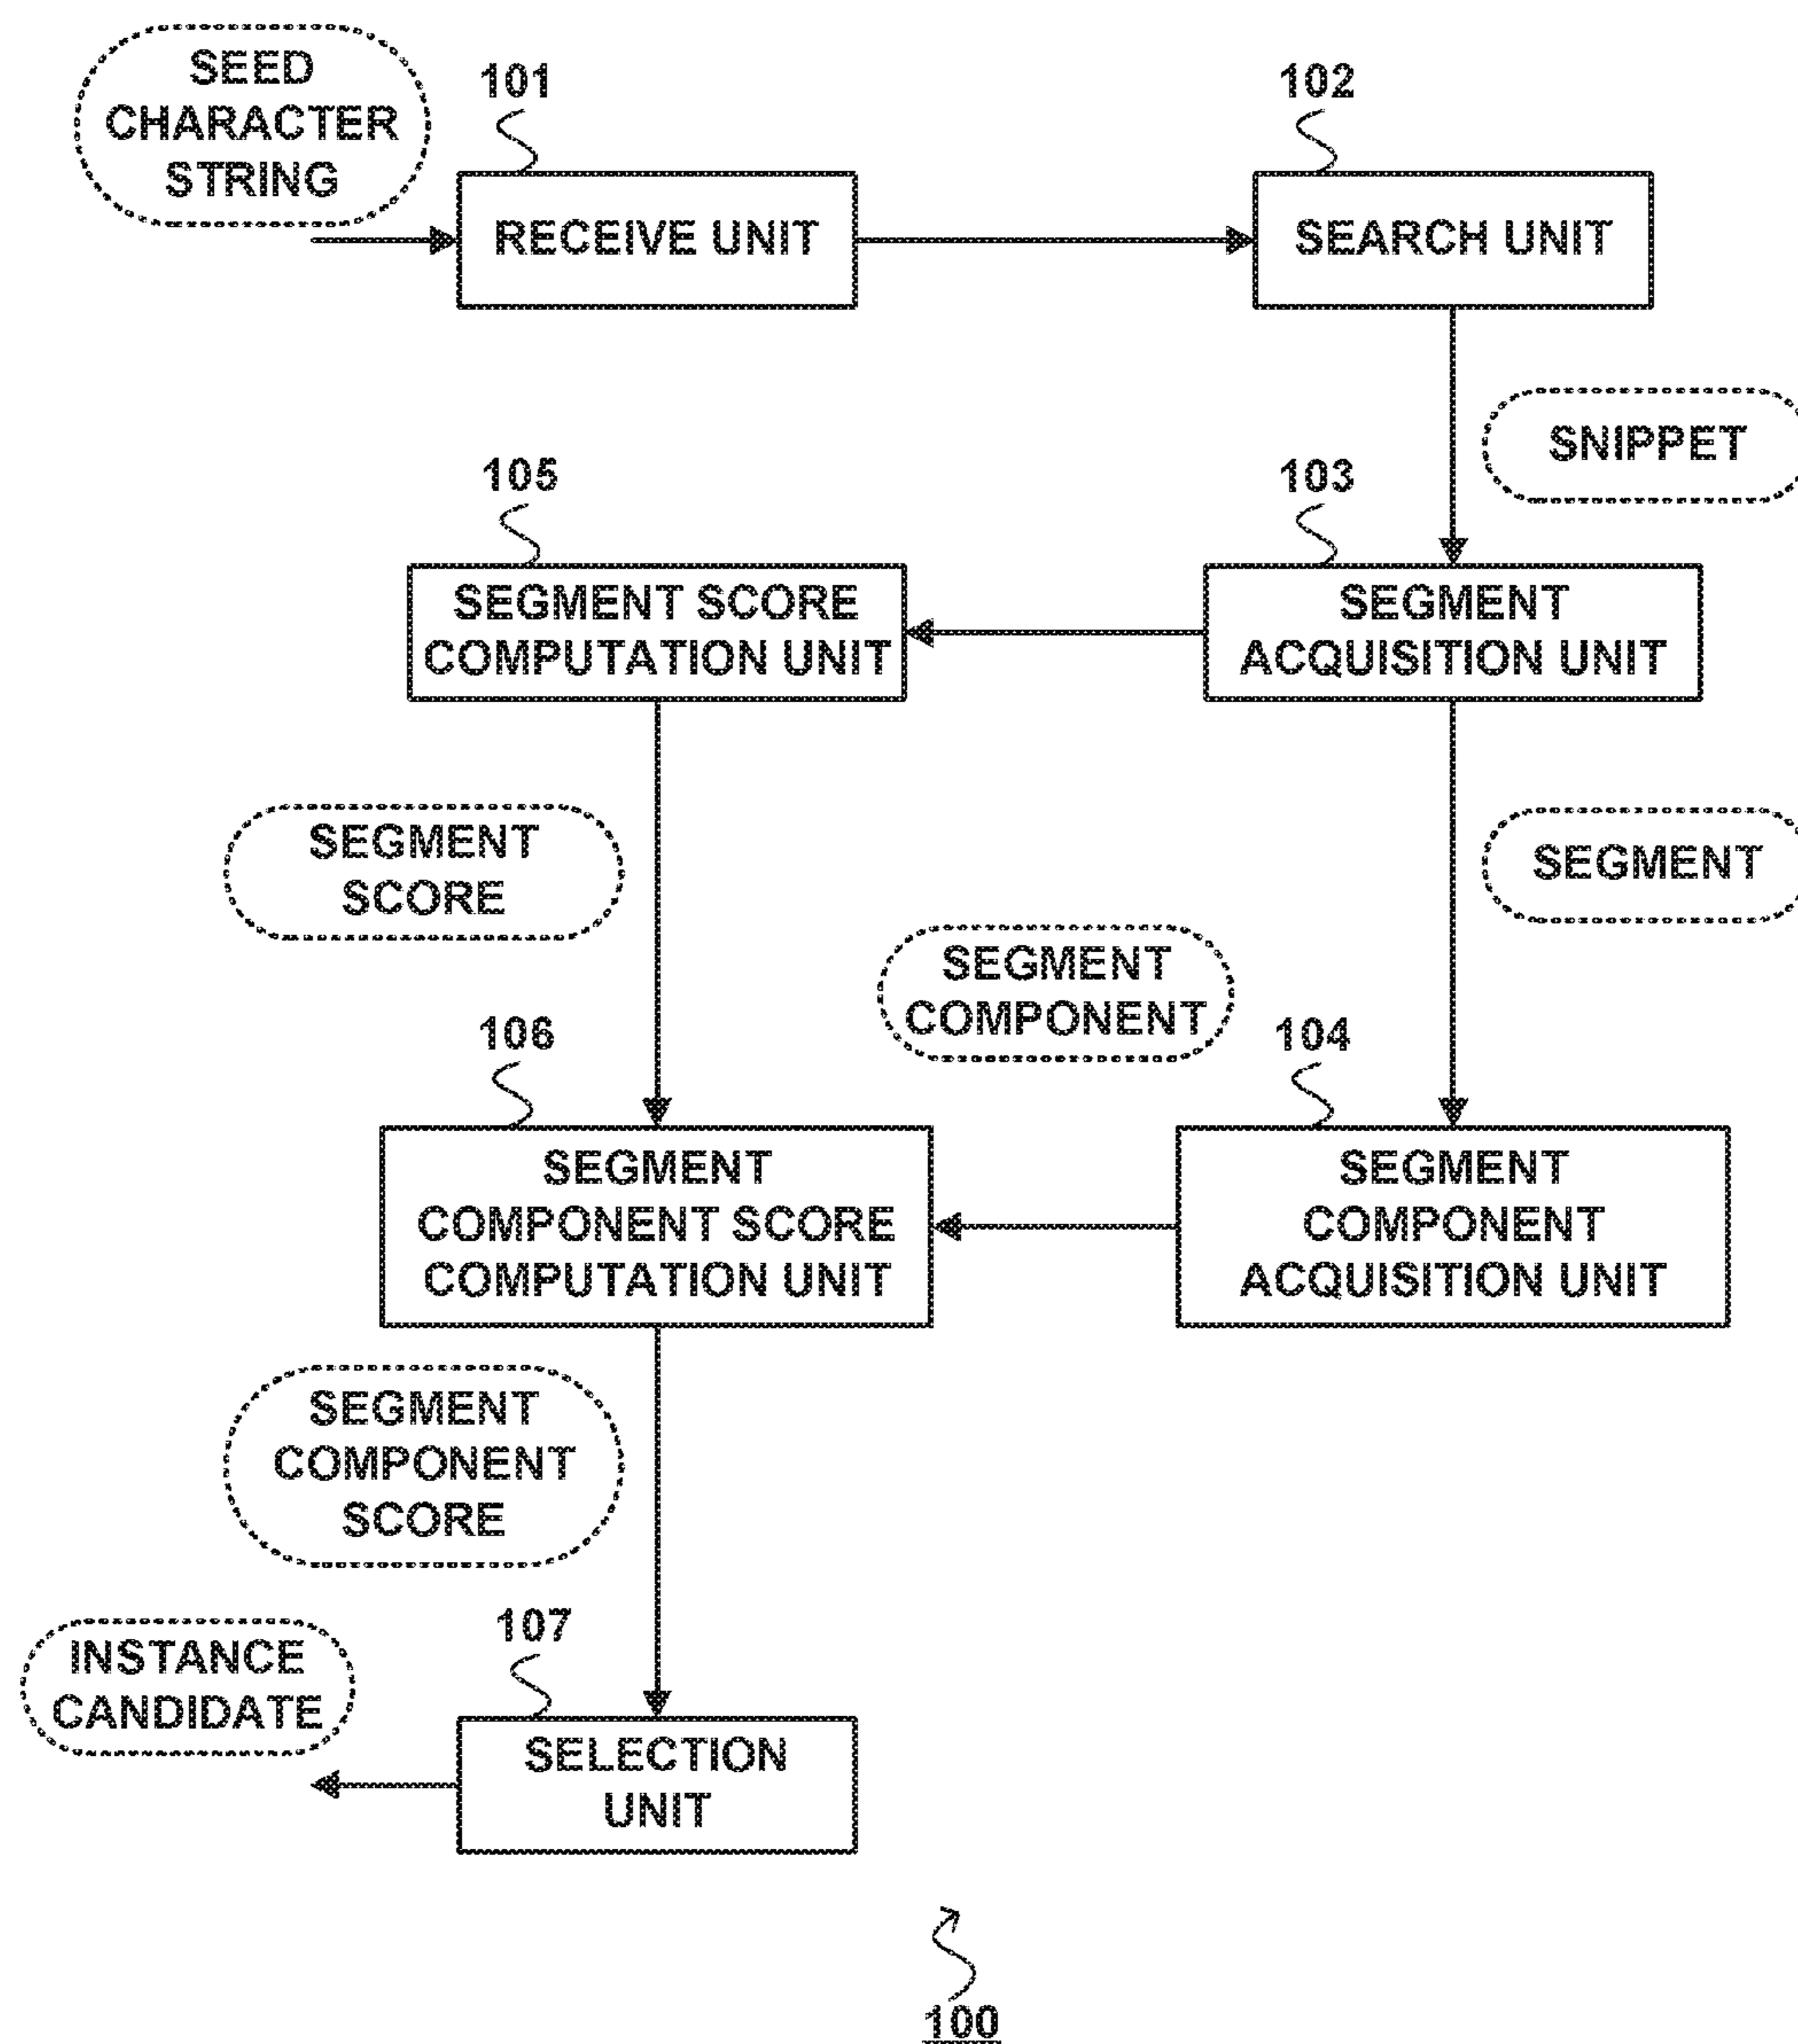 SEED
CHARACTER
STRING
101
RECEIVE UNIT
102
SEARCH UNIT
SNIPPET
105
SEGMENT SCORE
COMPUTATION UNIT
103
SEGMENT
ACQUISITION UNIT
SEGMENT
SCORE
SEGMENT
SEGMENT
COMPONENT
106
SEGMENT
COMPONENT SCORE
COMPUTATION UNIT
104
SEGMENT
COMPONENT
ACQUISITION UNIT
SEGMENT
COMPONENT
SCORE
INSTANCE
CANDIDATE
107
SELECTION
UNIT
100